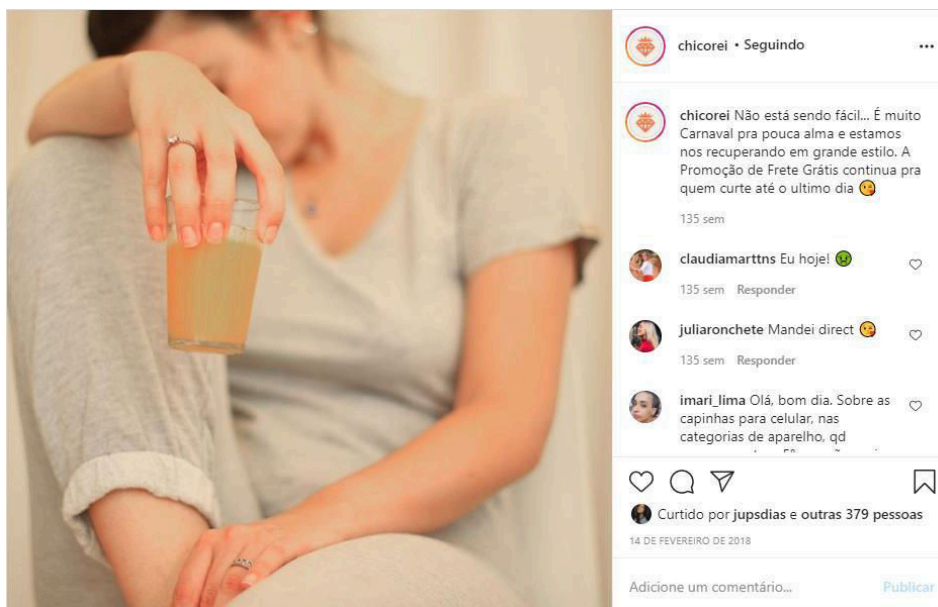 chicorei • Seguindo
chicorei Não está sendo fácil... É muito
Carnaval pra pouca alma e estamos
nos recuperando em grande estilo. A
Promoção de Frete Grátis continua pra
quem curte até o ultimo dia 😘
135 sem
claudiamarttns Eu hoje! 🤢
135 sem Responder
juliaronchete Mandei direct 😘
135 sem Responder
imari_lima Olá, bom dia. Sobre as
capinhas para celular, nas
categorias de aparelho, qd
Curtido por jupsdias e outras 379 pessoas
14 DE FEVEREIRO DE 2018
Adicione um comentário...
Publicar